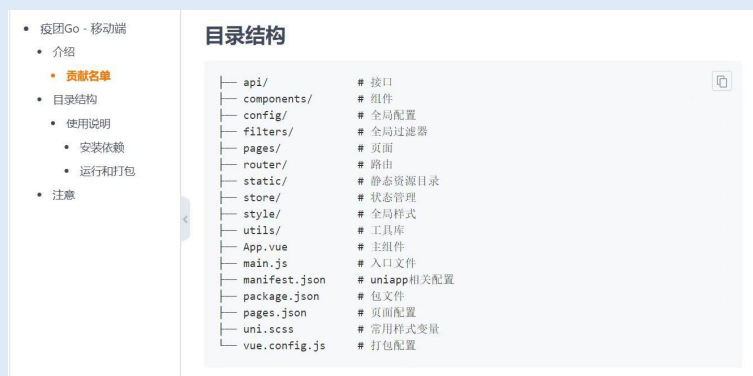 疫团Go - 移动端
介绍
贡献名单
目录结构
使用说明
安装依赖
运行和打包
注意
目录结构
├── api/ # 接口
├── components/ # 组件
├── config/ # 全局配置
├── filters/ # 全局过滤器
├── pages/ # 页面
├── router/ # 路由
├── static/ # 静态资源目录
├── store/ # 状态管理
├── style/ # 全局样式
├── utils/ # 工具库
├── App.vue # 主组件
├── main.js # 入口文件
├── manifest.json # uniapp相关配置
├── package.json # 包文件
├── pages.json # 页面配置
├── uni.scss # 常用样式变量
└── vue.config.js # 打包配置